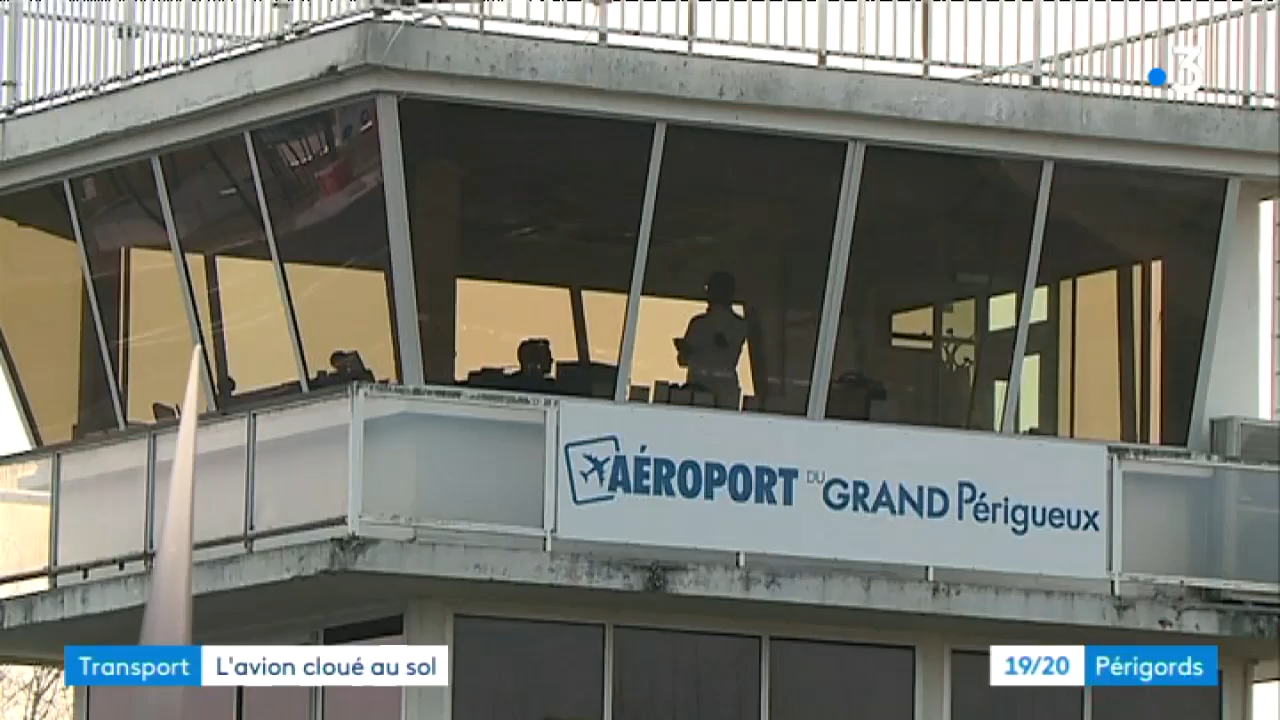 3
AÉROPORT DU GRAND Périgueux
Transport L'avion cloué au sol
19/20 Périgords